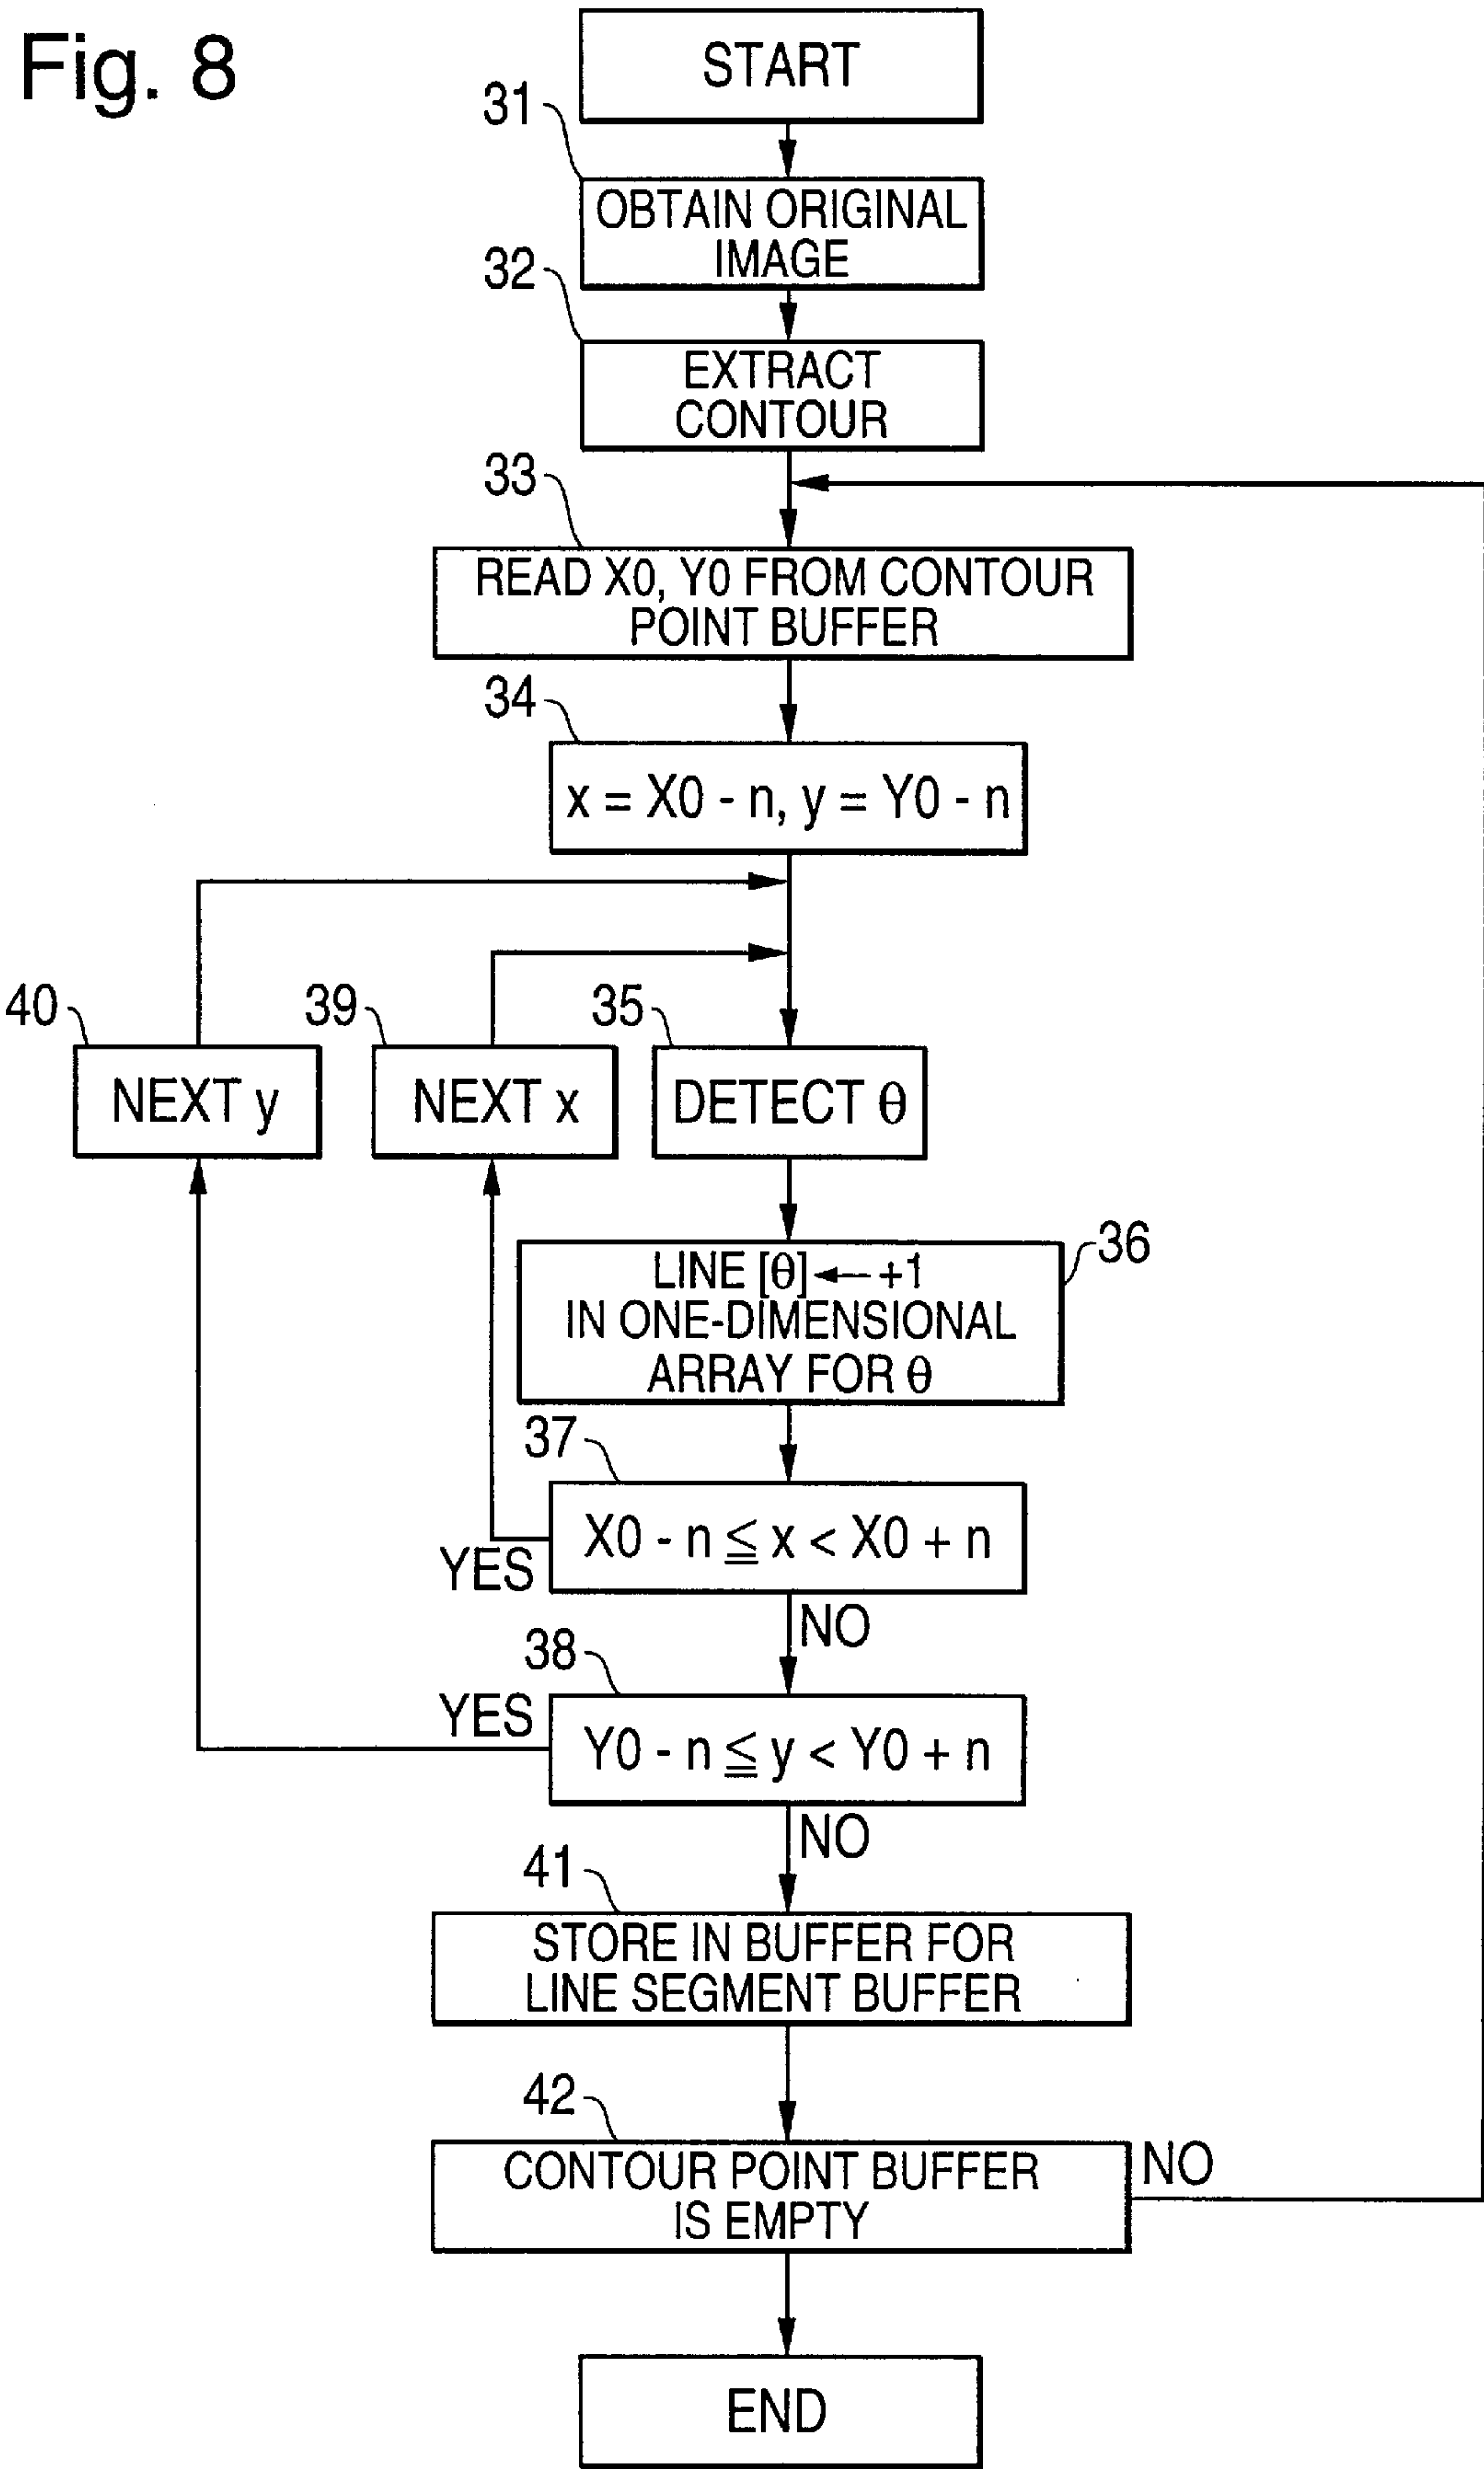 Fig. 8
START
31
OBTAIN ORIGINAL
IMAGE
32
EXTRACT
CONTOUR
33
READ X0, Y0 FROM CONTOUR
POINT BUFFER
34
x = X0 - n, y = Y0 - n
40
39
35
NEXT y
NEXT x
DETECT θ
36
LINE [θ] ← +1
IN ONE-DIMENSIONAL
ARRAY FOR θ
37
X0 - n ≦ x < X0 + n
YES
NO
38
YES
Y0 - n ≦ y < Y0 + n
NO
41
STORE IN BUFFER FOR
LINE SEGMENT BUFFER
42
CONTOUR POINT BUFFER
IS EMPTY
NO
END